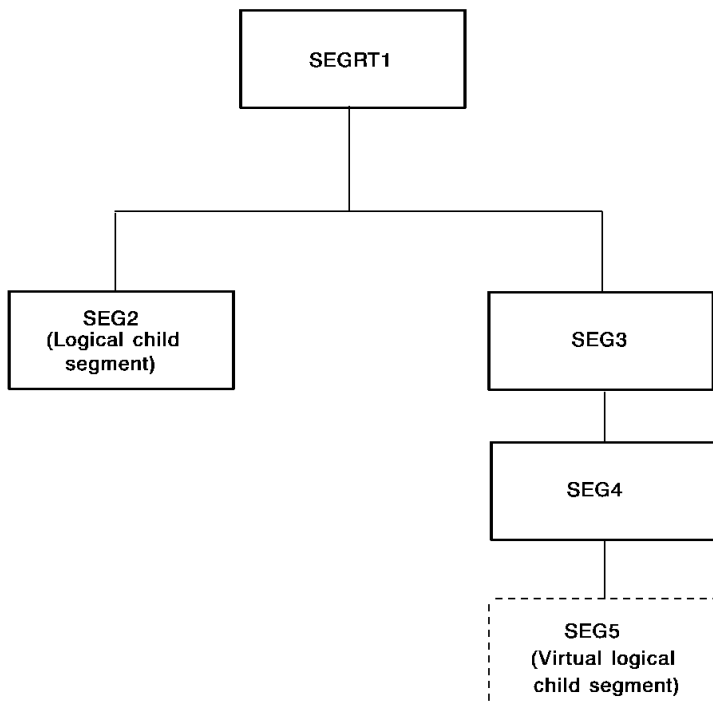 SEGRT1
SEG2
(Logical child
segment)
SEG3
SEG4
SEG5
(Virtual logical
child segment)